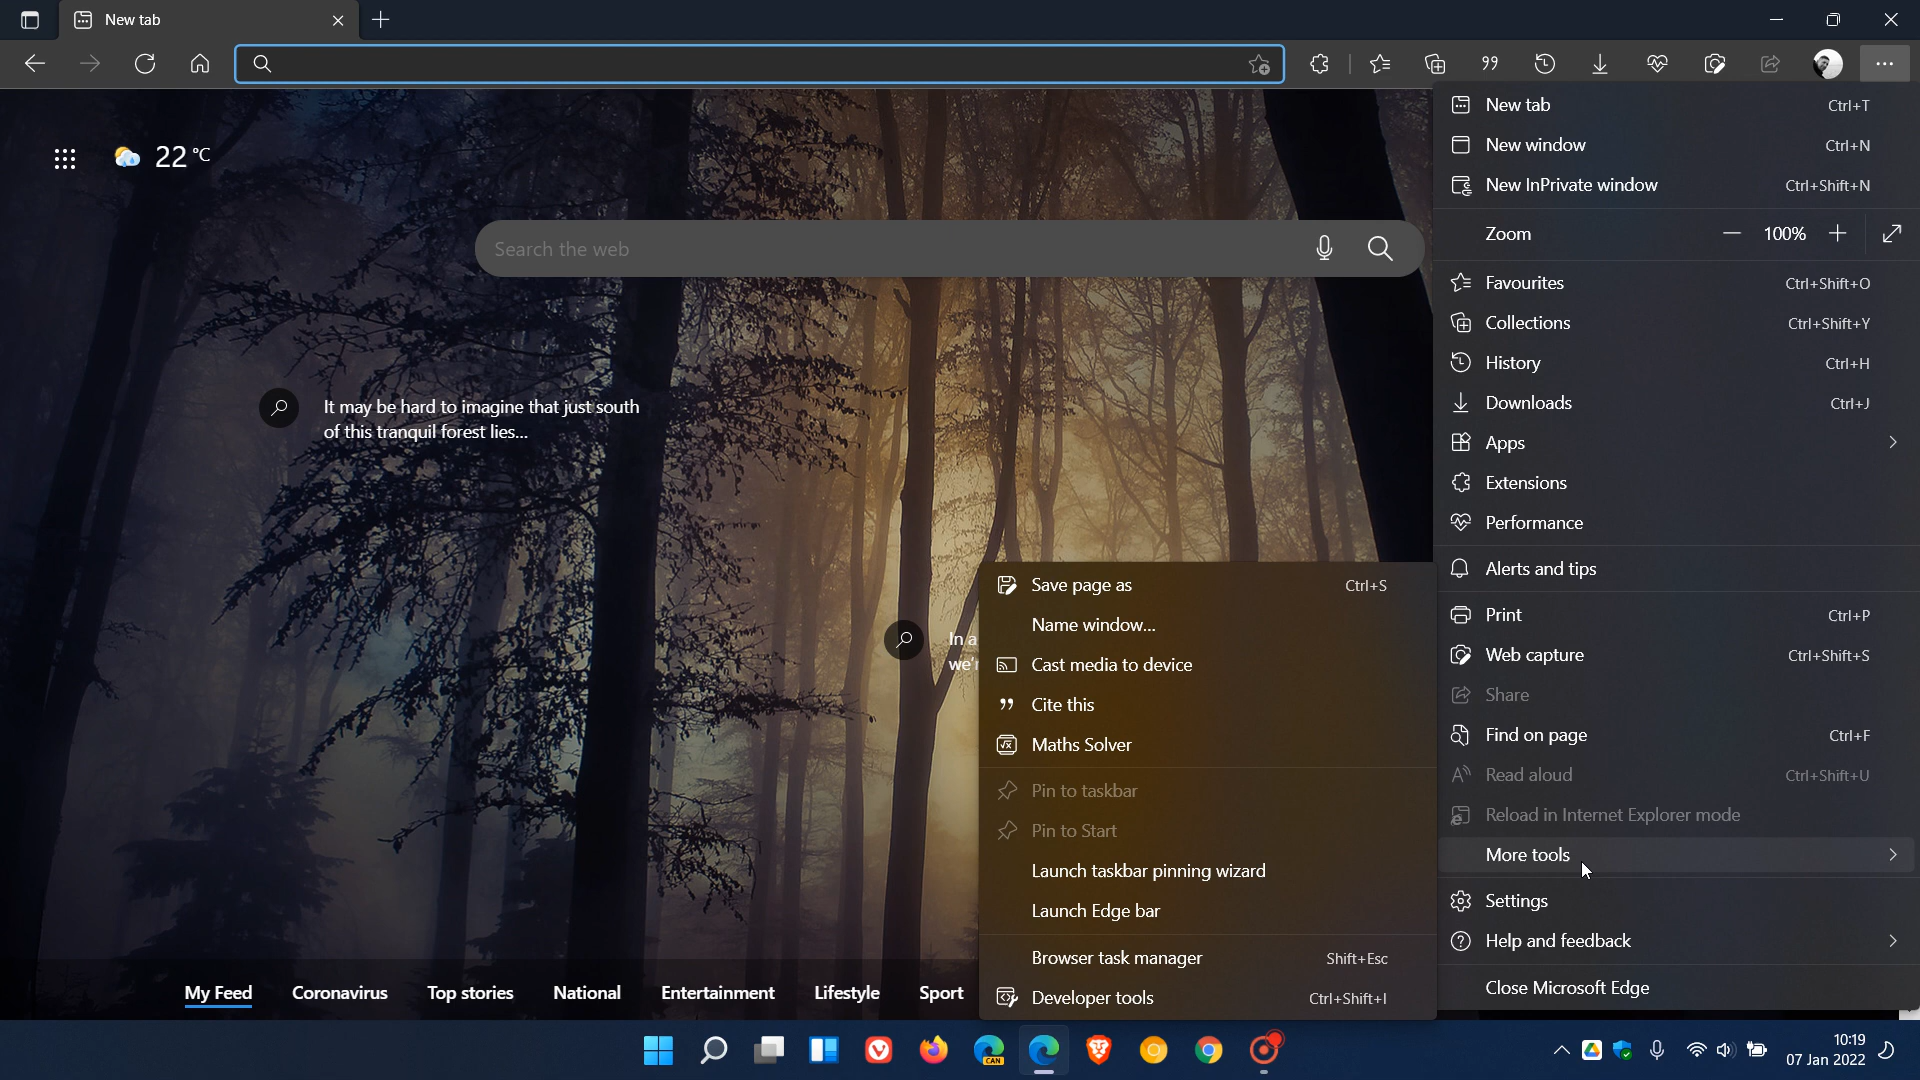 New tab
22 °C
Search the web
It may be hard to imagine that just south
of this tranquil forest lies...
In a
we'r
My Feed Coronavirus Top stories National Entertainment Lifestyle Sport
New tab Ctrl+T
New window Ctrl+N
New InPrivate window Ctrl+Shift+N
Zoom 100%
Favourites Ctrl+Shift+O
Collections Ctrl+Shift+Y
History Ctrl+H
Downloads Ctrl+J
Apps
Extensions
Performance
Alerts and tips
Print Ctrl+P
Web capture Ctrl+Shift+S
Share
Find on page Ctrl+F
Read aloud Ctrl+Shift+U
Reload in Internet Explorer mode
More tools
Settings
Help and feedback
Close Microsoft Edge
Save page as Ctrl+S
Name window...
Cast media to device
Cite this
Maths Solver
Pin to taskbar
Pin to Start
Launch taskbar pinning wizard
Launch Edge bar
Browser task manager Shift+Esc
Developer tools Ctrl+Shift+I
CAN
10:19
07 Jan 2022